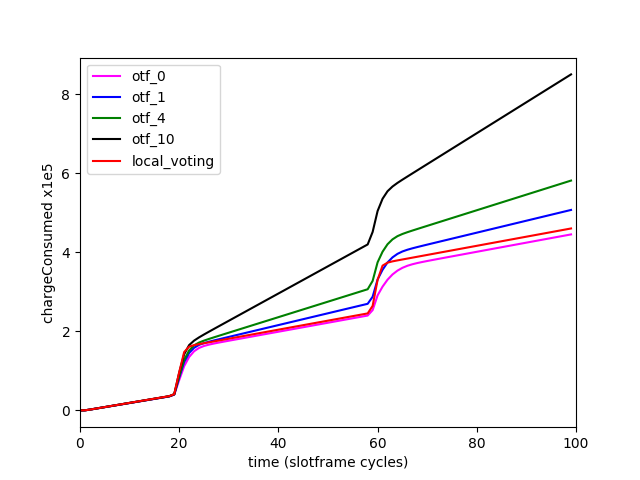 otf_0
otf_1
otf_4
otf_10
local_voting
chargeConsumed x1e5
8
6
4
2
0
0 20 40 60 80 100
time (slotframe cycles)